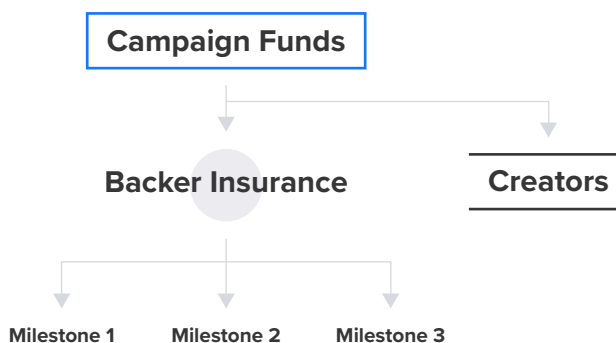 Campaign Funds
Backer Insurance
Creators
Milestone 1
Milestone 2
Milestone 3